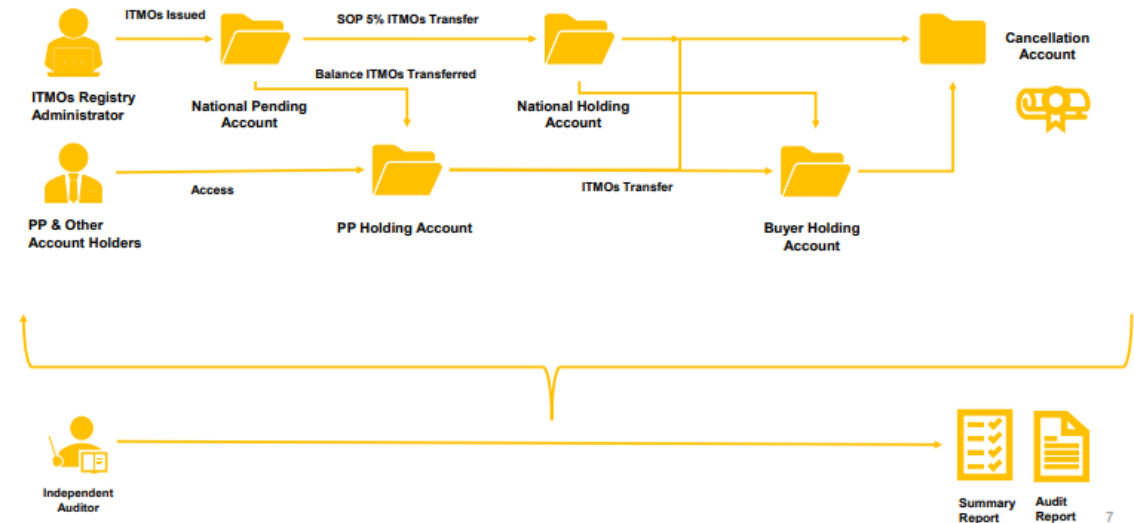 ITMOs Issued
SOP 5% ITMOs Transfer
Cancellation
Account
Balance ITMOs Transferred
ITMOs Registry
Administrator
National Pending
Account
National Holding
Account
Access
ITMOs Transfer
PP & Other
Account Holders
PP Holding Account
Buyer Holding
Account
Independent
Auditor
Summary
Report
Audit
Report
7